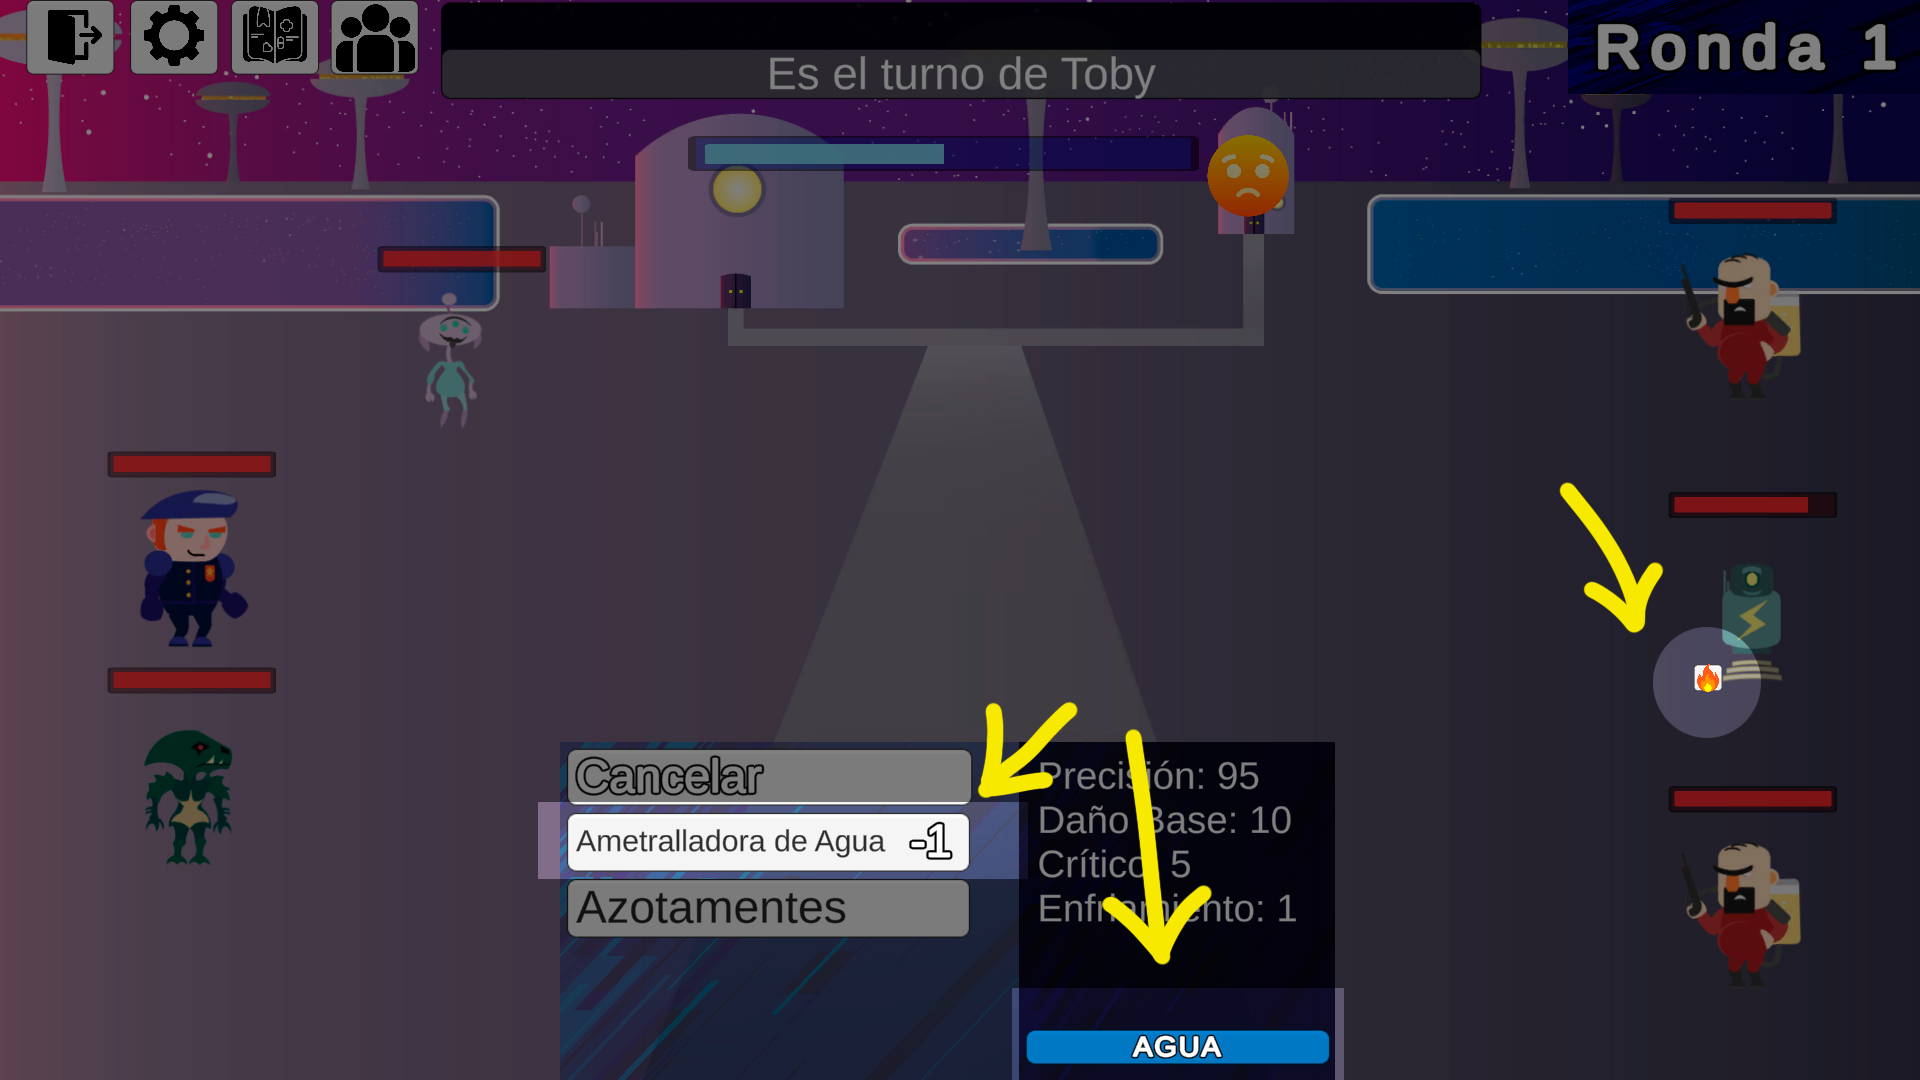 Es el turno de Toby
Ronda 1
Cancelar
Ametralladora de Agua -1
Azotamentes
Precisión: 95
Daño Base: 10
Crítico: 5
Enfriamiento: 1
AGUA